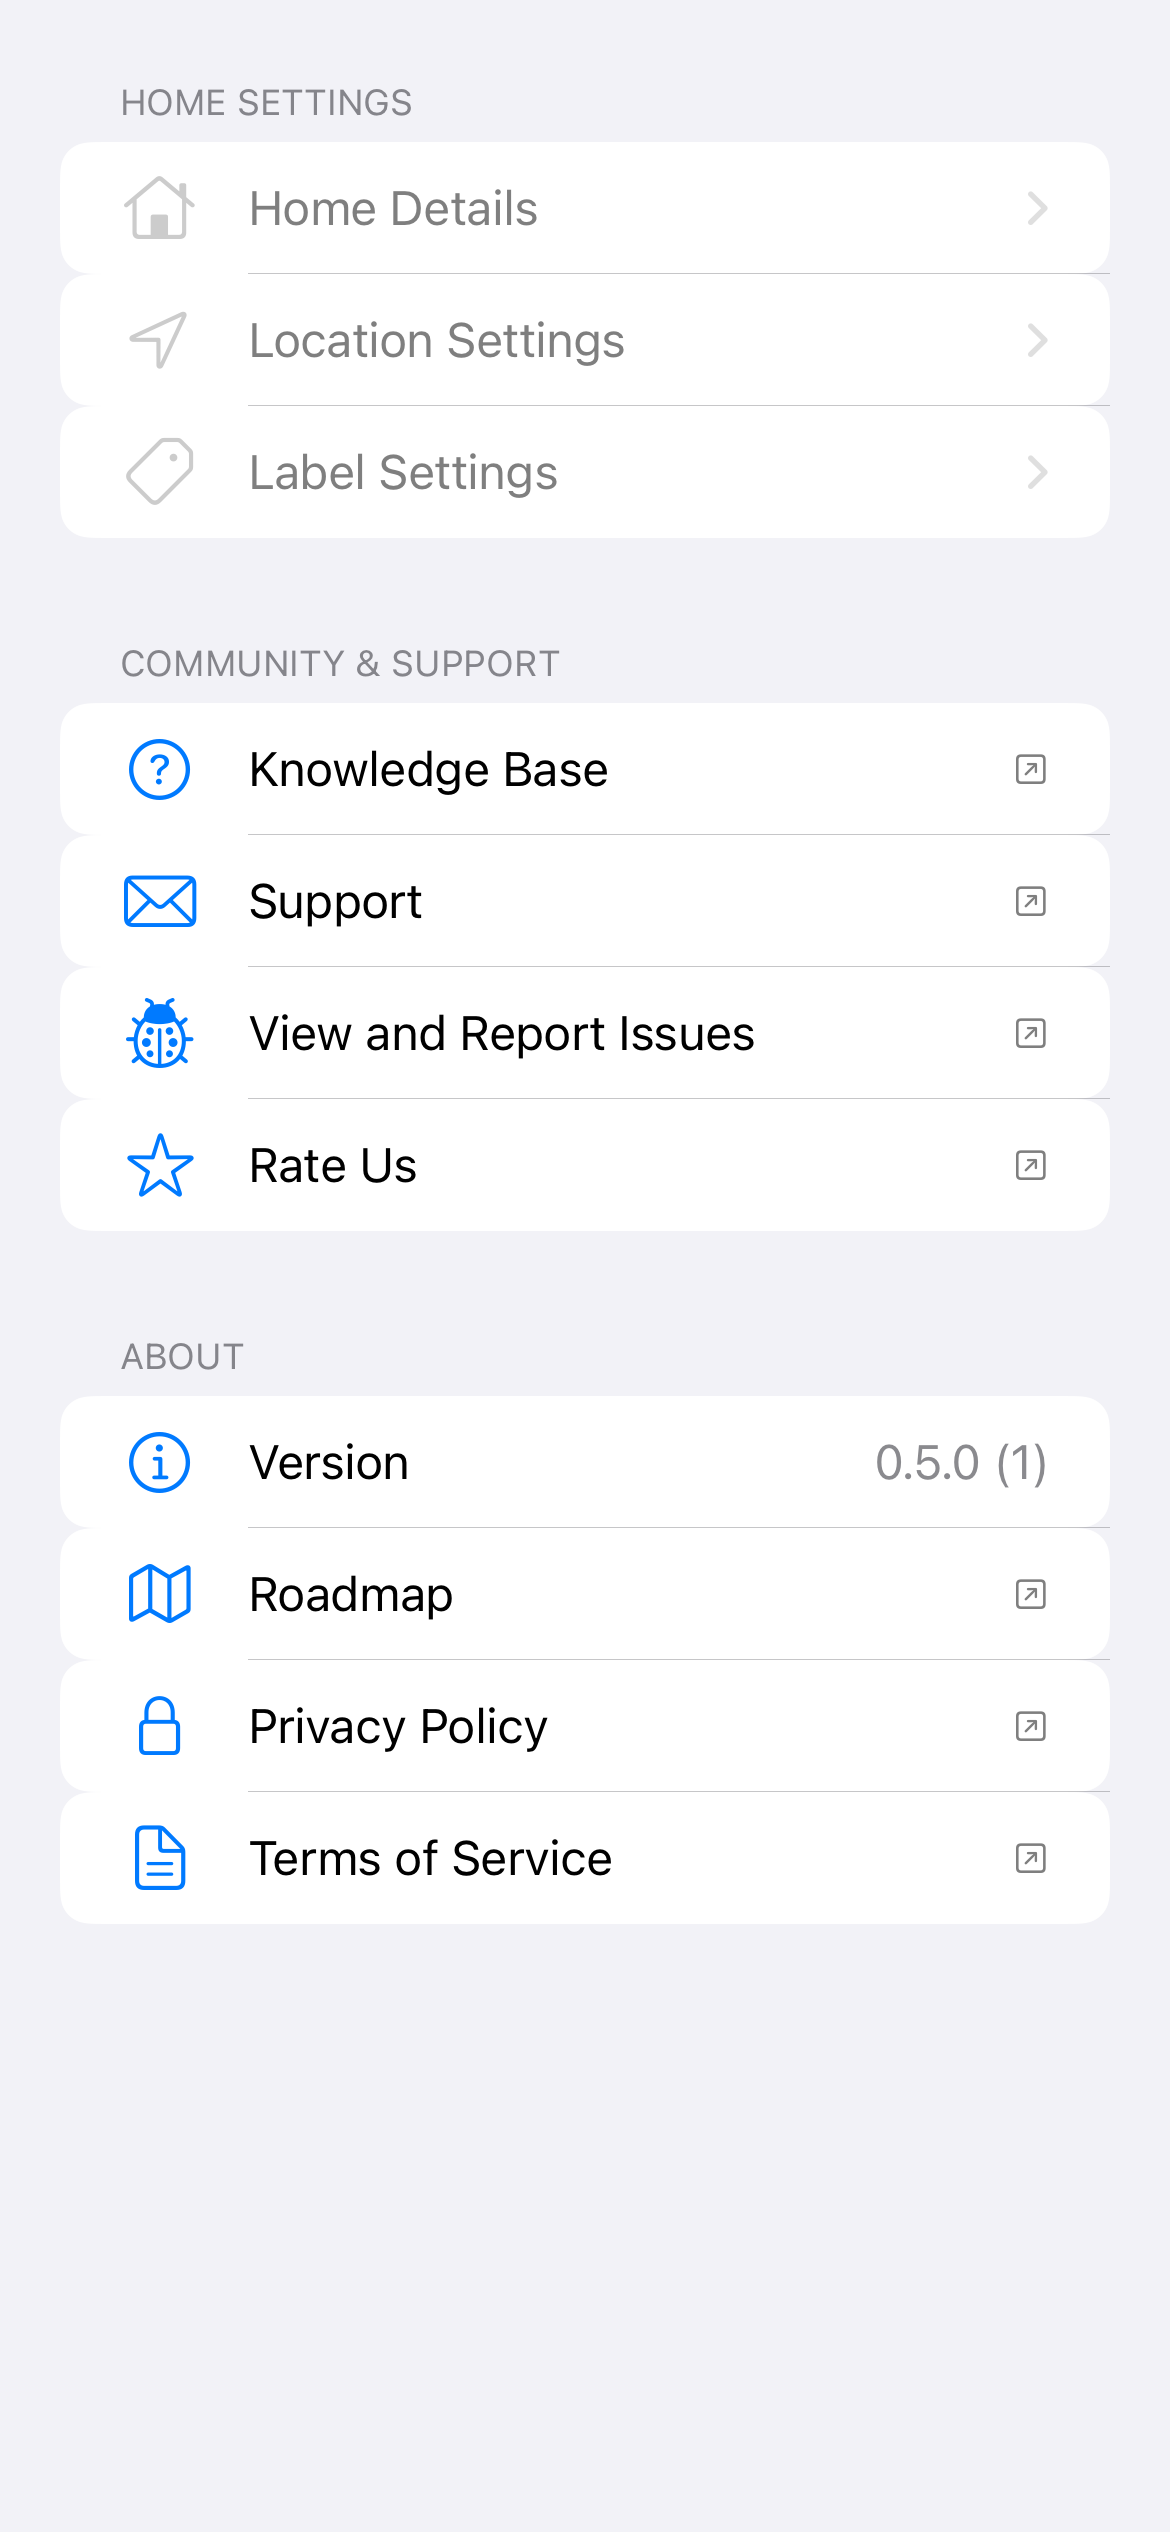 HOME SETTINGS
Home Details
Location Settings
Label Settings
COMMUNITY & SUPPORT
Knowledge Base
Support
View and Report Issues
Rate Us
ABOUT
Version 0.5.0 (1)
Roadmap
Privacy Policy
Terms of Service